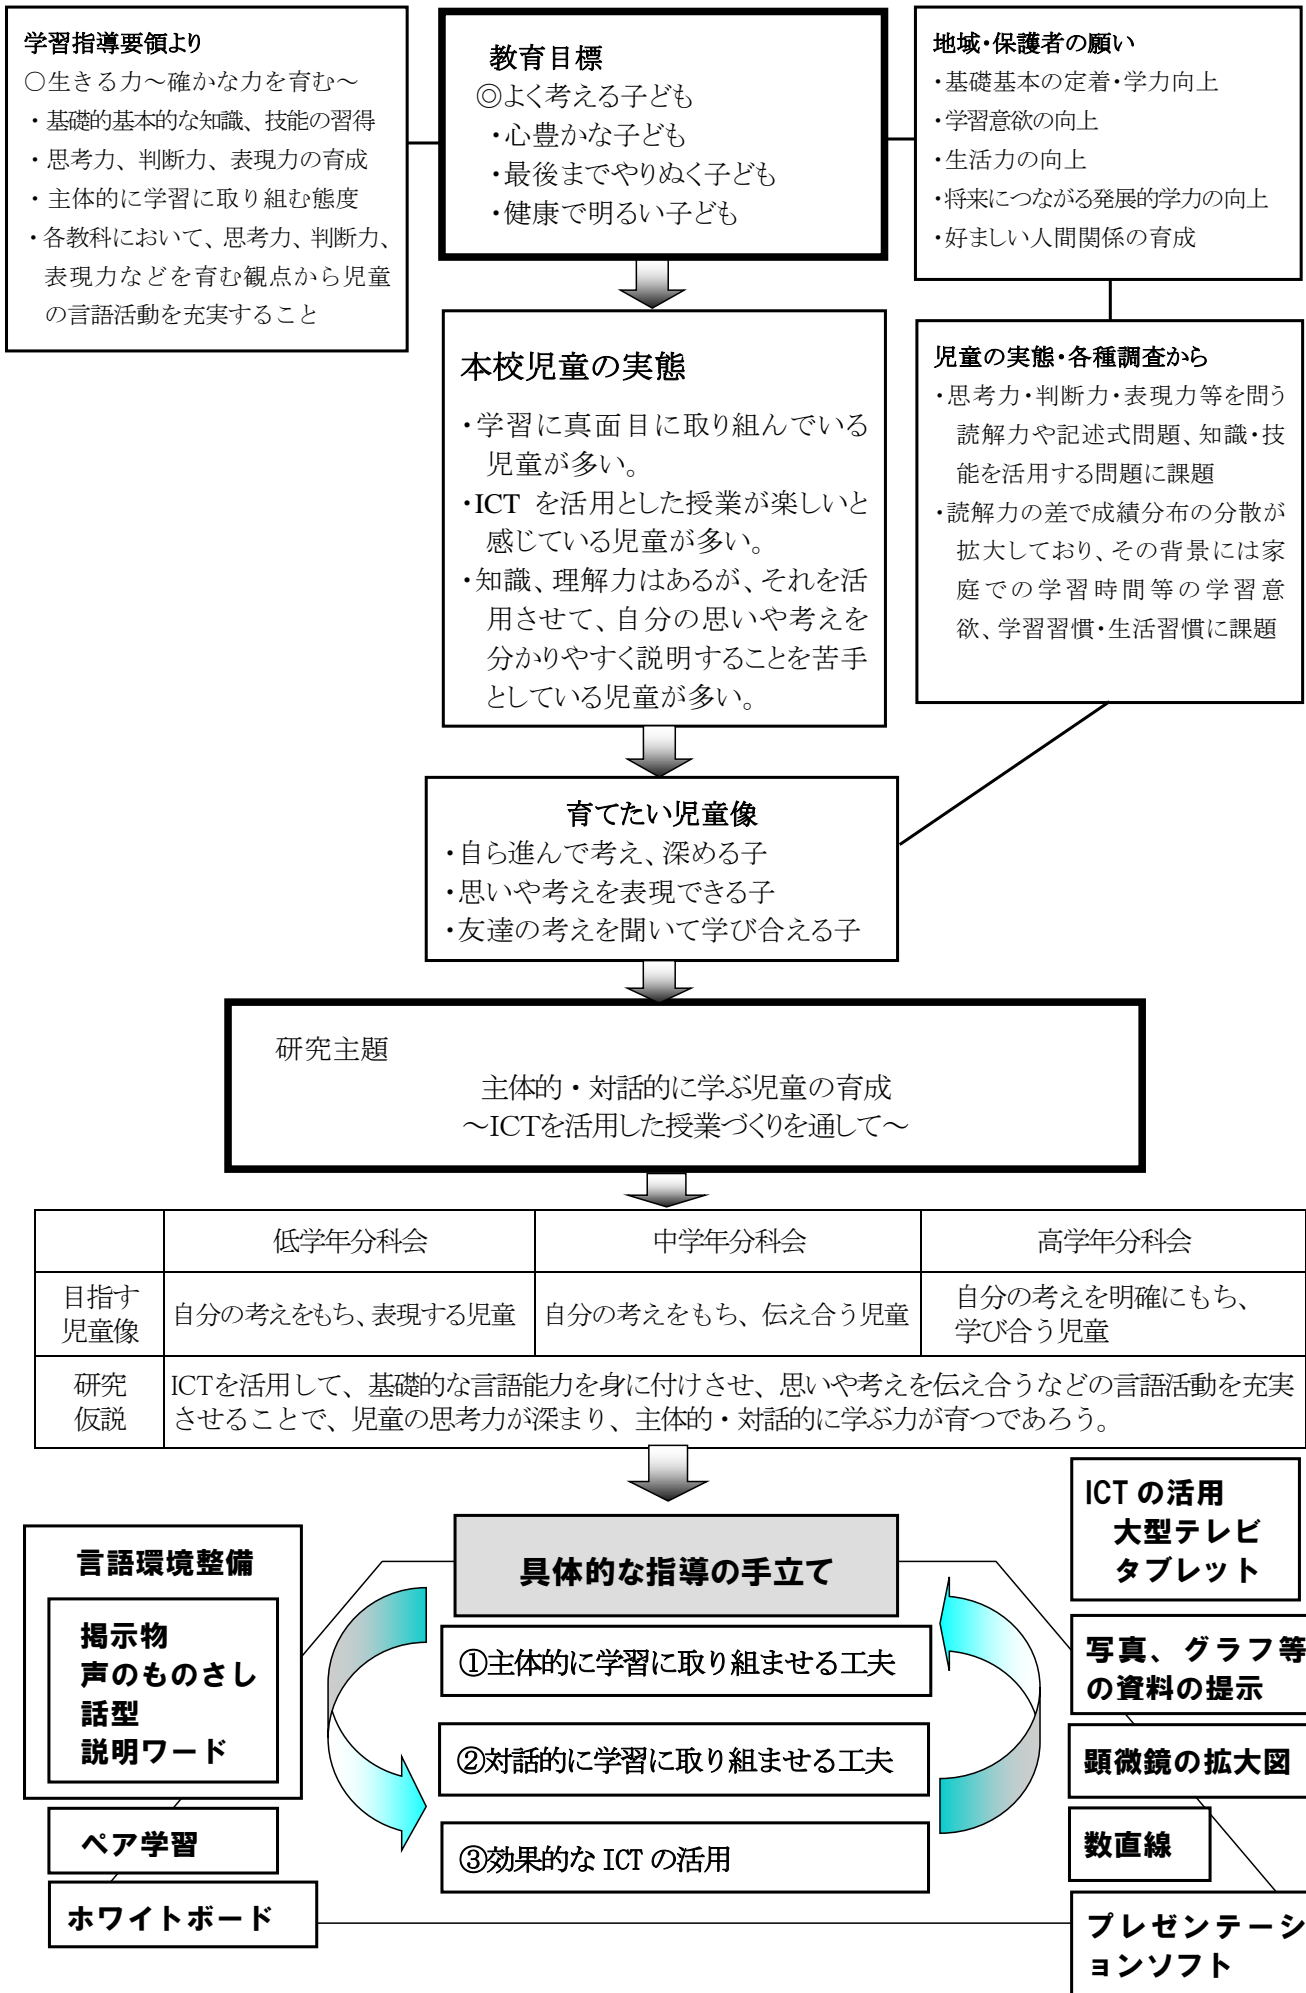 学習指導要領より
○生きる力～確かな力を育む～
・基礎的基本的な知識、技能の習得
・思考力、判断力、表現力の育成
・主体的に学習に取り組む態度
・各教科において、思考力、判断力、
表現力などを育む観点から児童
の言語活動を充実すること
教育目標
◎よく考える子ども
・心豊かな子ども
・最後までやりぬく子ども
・健康で明るい子ども
地域・保護者の願い
・基礎基本の定着・学力向上
・学習意欲の向上
・生活力の向上
・将来につながる発展的学力の向上
・好ましい人間関係の育成
本校児童の実態
・学習に真面目に取り組んでいる
児童が多い。
・ICT を活用とした授業が楽しいと
感じている児童が多い。
・知識、理解力はあるが、それを活
用させて、自分の思いや考えを
分かりやすく説明することを苦手
としている児童が多い。
児童の実態・各種調査から
・思考力・判断力・表現力等を問う
読解力や記述式問題、知識・技
能を活用する問題に課題
・読解力の差で成績分布の分散が
拡大しており、その背景には家
庭での学習時間等の学習意
欲、学習習慣・生活習慣に課題
育てたい児童像
・自ら進んで考え、深める子
・思いや考えを表現できる子
・友達の考えを聞いて学び合える子
研究主題
主体的・対話的に学ぶ児童の育成
～ICTを活用した授業づくりを通して～
低学年分科会 中学年分科会 高学年分科会
目指す
児童像
自分の考えをもち、表現する児童
自分の考えをもち、伝え合う児童
自分の考えを明確にもち、
学び合う児童
研究
仮説
ICTを活用して、基礎的な言語能力を身に付けさせ、思いや考えを伝え合うなどの言語活動を充実
させることで、児童の思考力が深まり、主体的・対話的に学ぶ力が育つであろう。
言語環境整備
掲示物
声のものさし
話型
説明ワード
ペア学習
ホワイトボード
具体的な指導の手立て
①主体的に学習に取り組ませる工夫
②対話的に学習に取り組ませる工夫
③効果的な ICT の活用
ICT の活用
大型テレビ
タブレット
写真、グラフ等
の資料の提示
顕微鏡の拡大図
数直線
プレゼンテーシ
ョンソフト